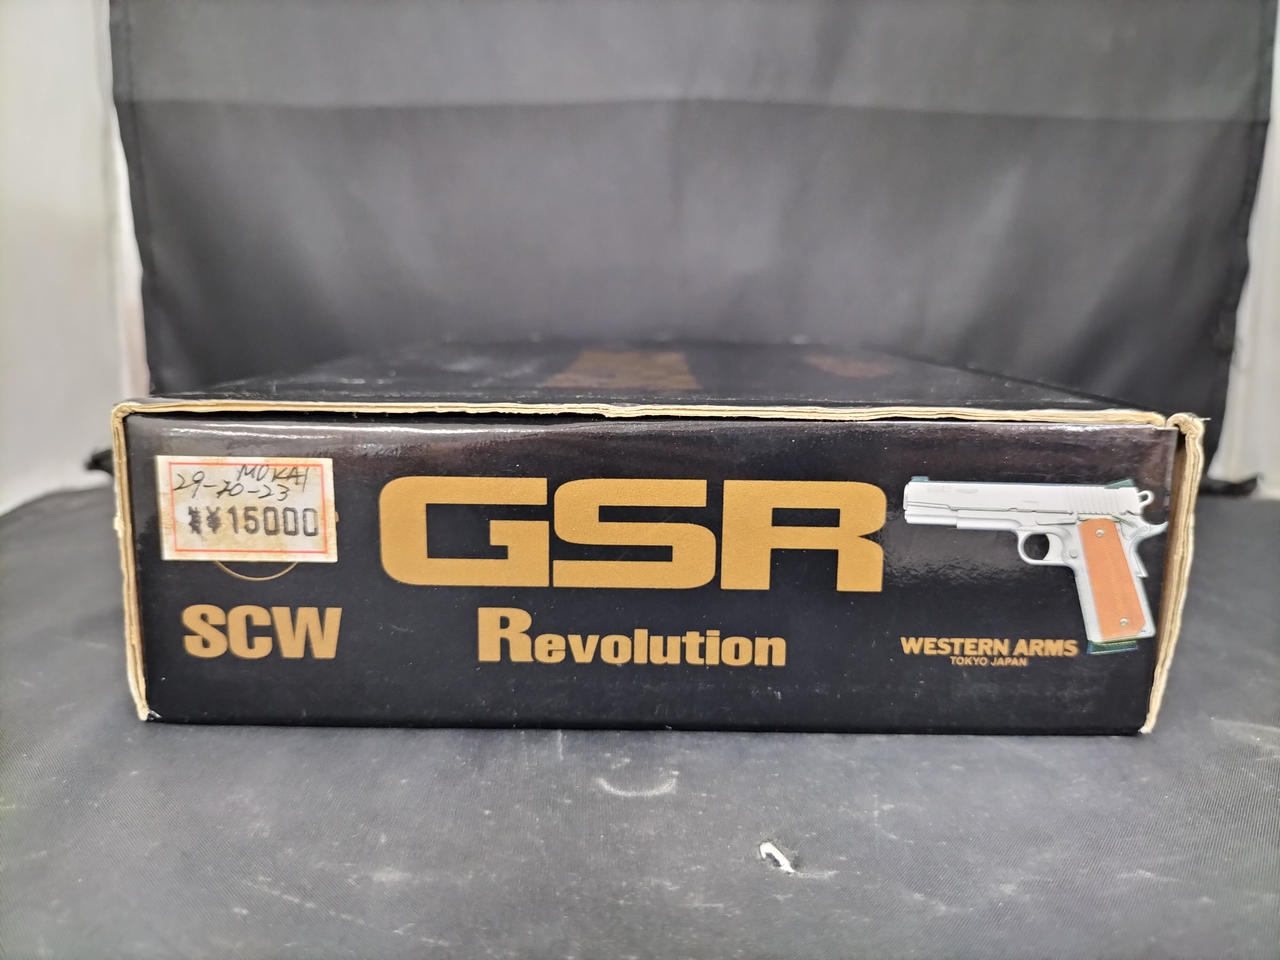 MOKAI
29-10-23
¥¥15000
GSR
SCW
Revolution
WESTERN ARMS
TOKYO JAPAN